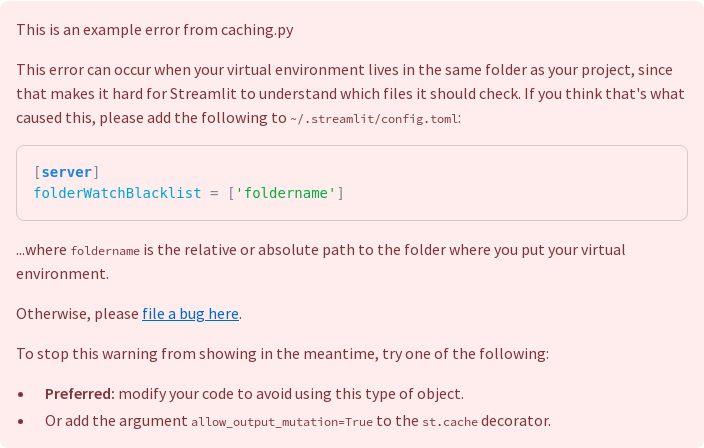 This is an example error from caching.py
This error can occur when your virtual environment lives in the same folder as your project, since
that makes it hard for Streamlit to understand which files it should check. If you think that's what
caused this, please add the following to ~/.streamlit/config.toml:
[server]
folderWatchBlacklist = ['foldername']
...where foldername is the relative or absolute path to the folder where you put your virtual
environment.
Otherwise, please file a bug here.
To stop this warning from showing in the meantime, try one of the following:
• Preferred: modify your code to avoid using this type of object.
• Or add the argument allow_output_mutation=True to the st.cache decorator.